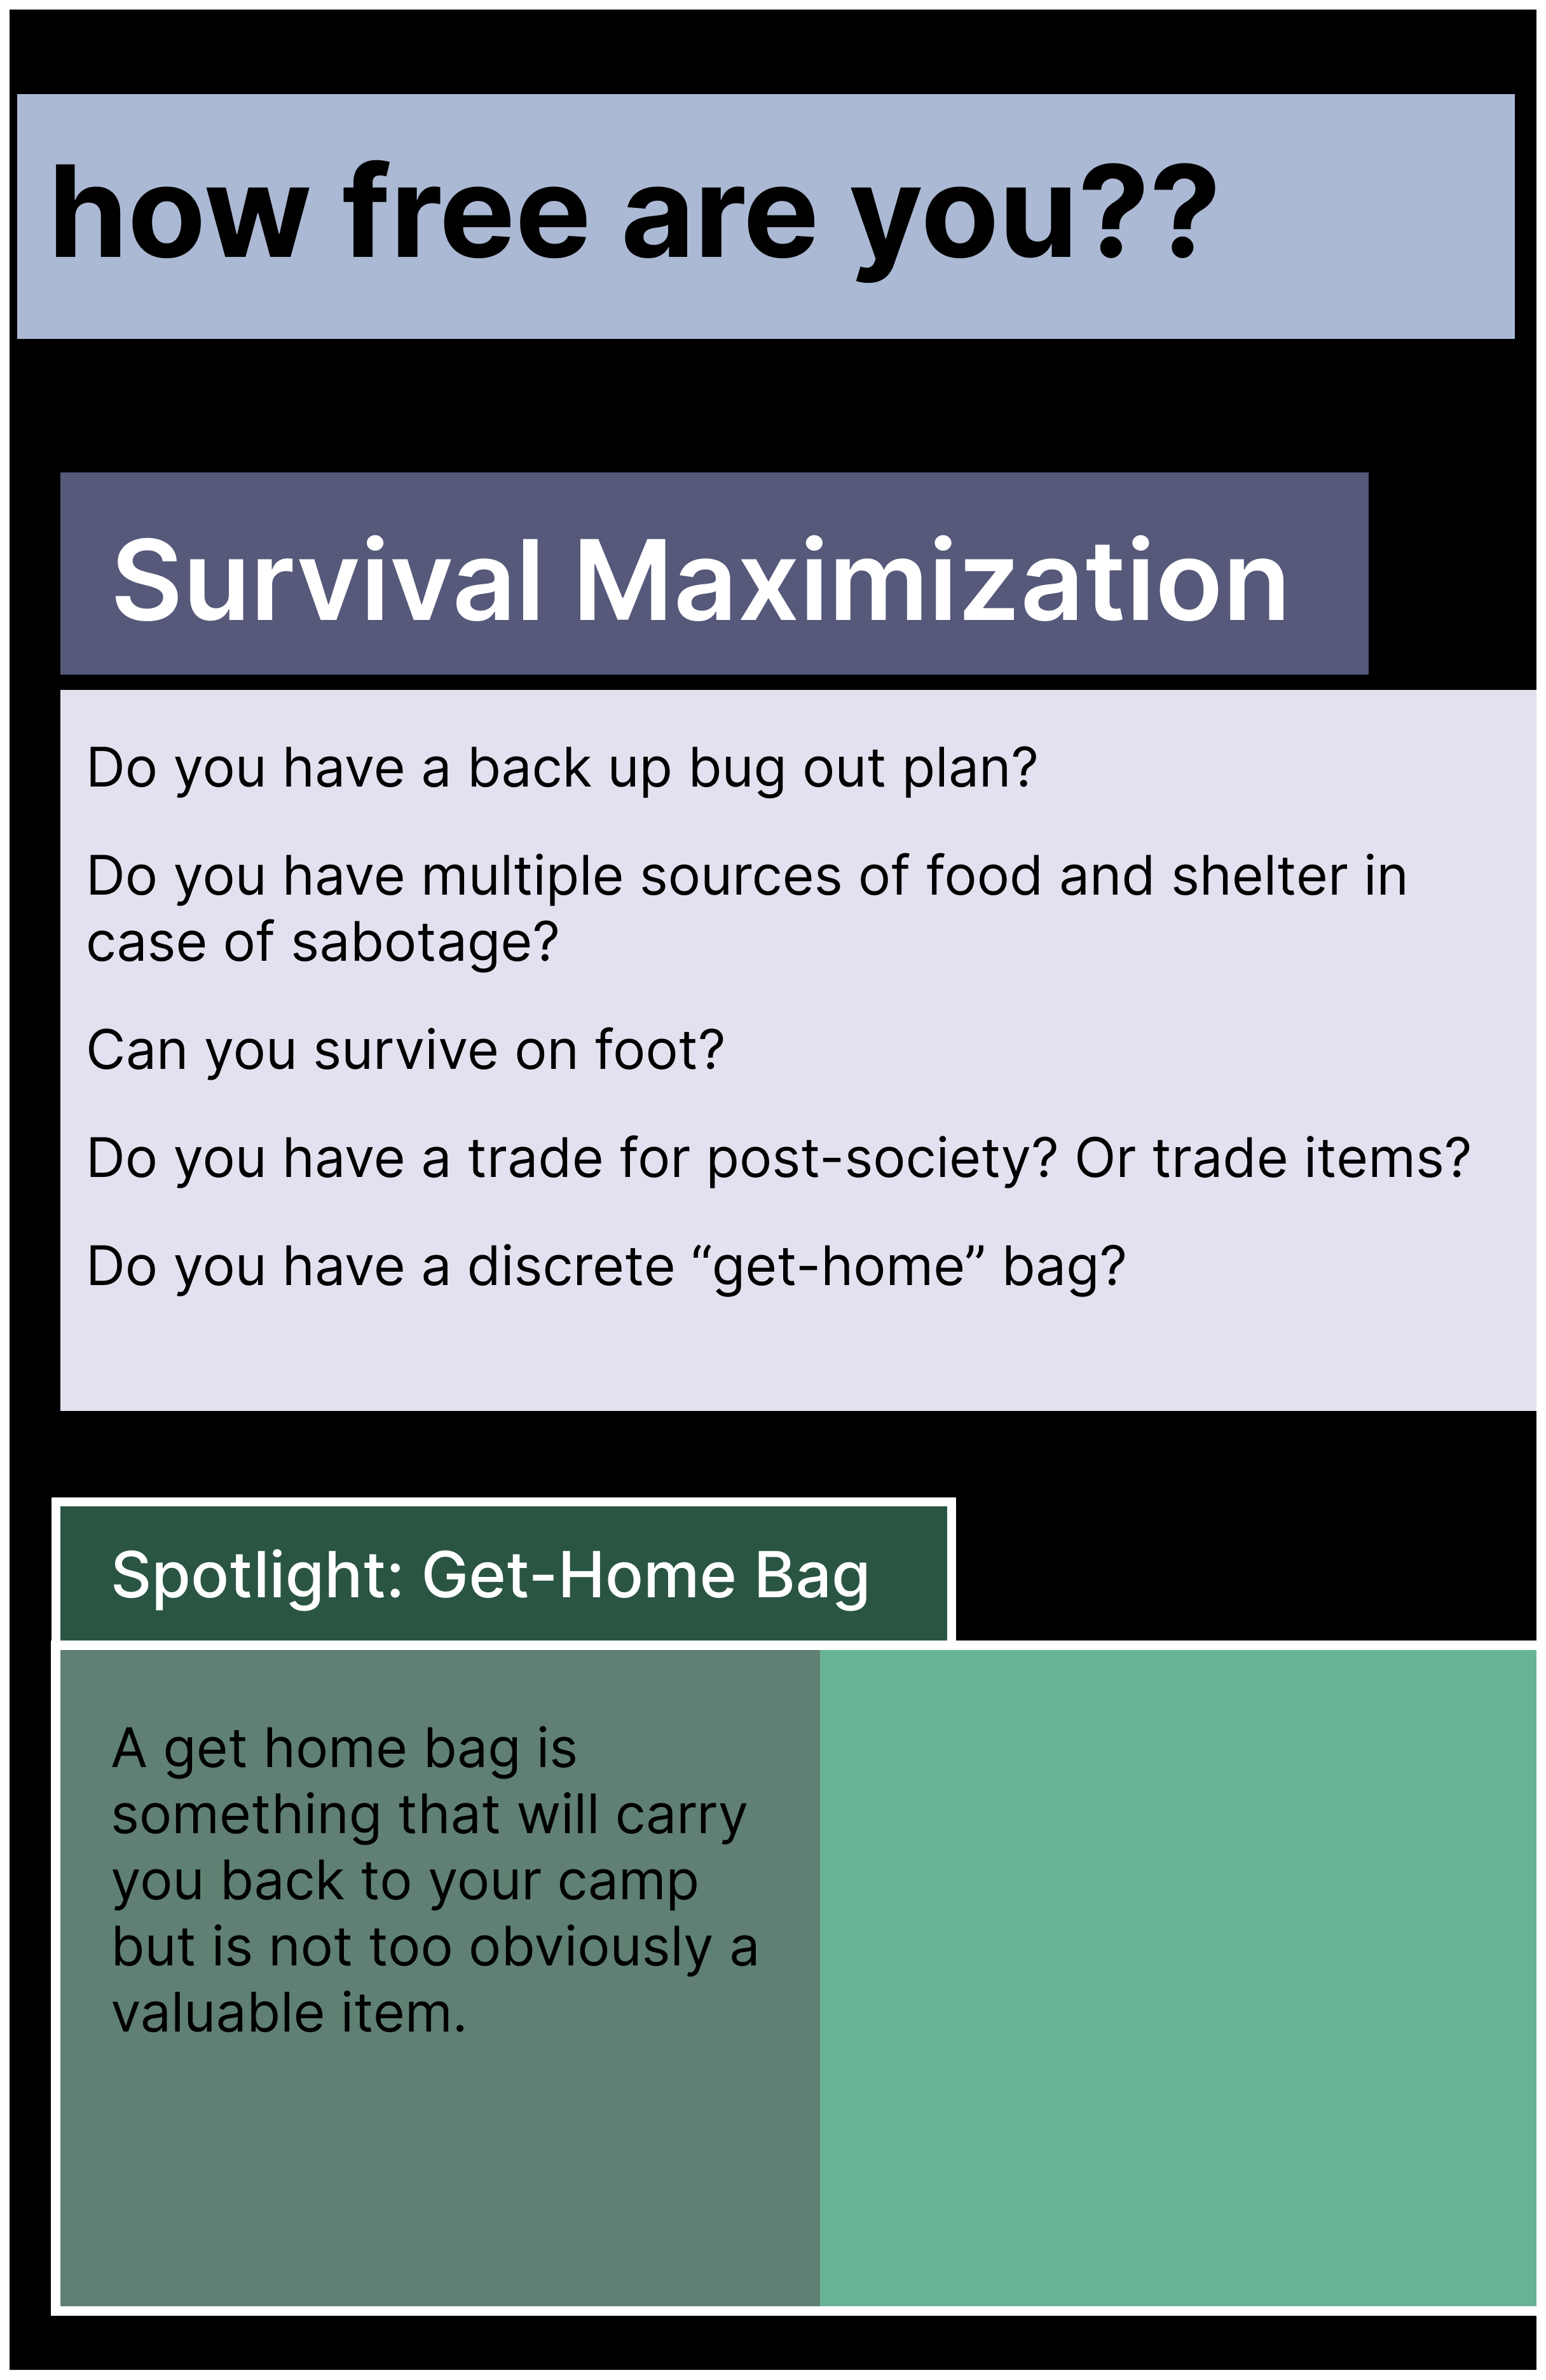 how free are you??
Survival Maximization
Do you have a back up bug out plan?
Do you have multiple sources of food and shelter in
case of sabotage?
Can you survive on foot?
Do you have a trade for post-society? Or trade items?
Do you have a discrete “get-home” bag?
Spotlight: Get-Home Bag
A get home bag is
something that will carry
you back to your camp
but is not too obviously a
valuable item.